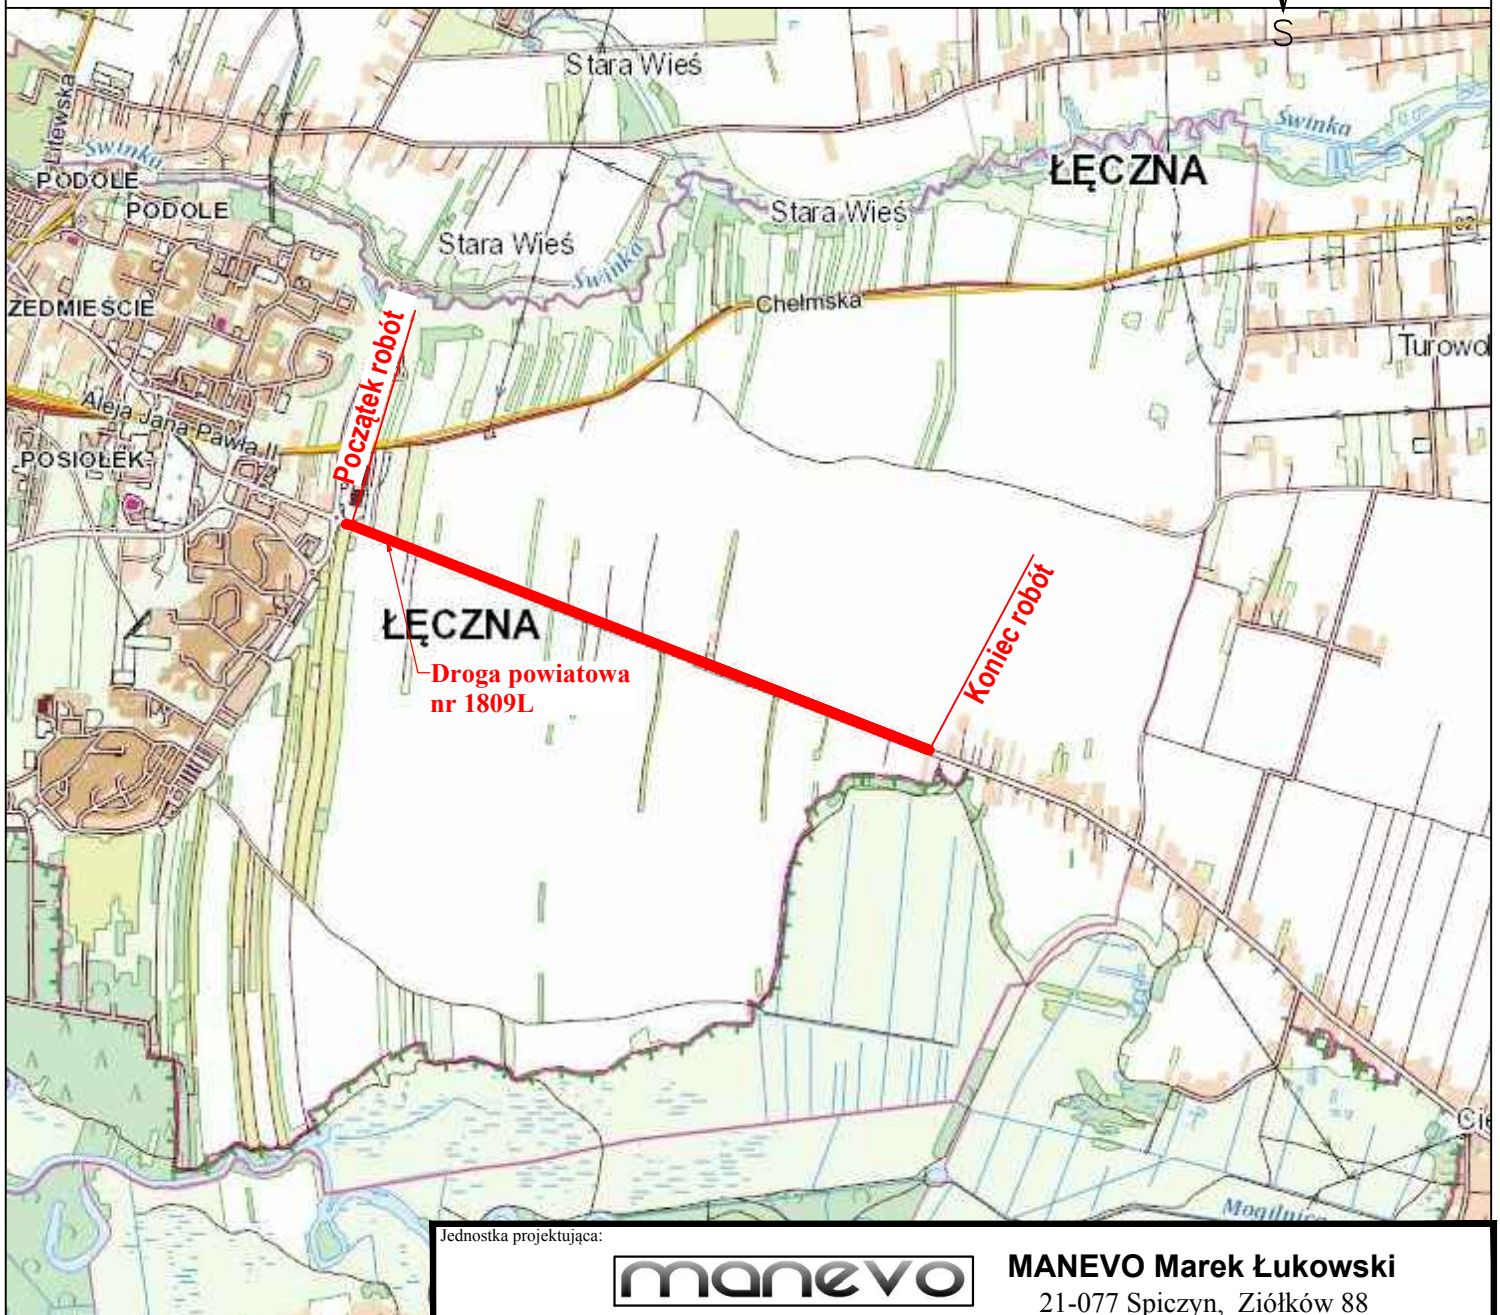 S
Stara Wieś
Litewska
Świnka
Świnka
ŁĘCZNA
PODOLE
PODOLE
Stara Wieś
Stara Wieś
Świnka
ZEDMIEŚCIE
Chełmska
Turowo
Początek robót
Aleja Jana Pawła II
POSIOŁEK
ŁĘCZNA
Koniec robót
Droga powiatowa
nr 1809L
Cie
Mogilnica
Jednostka projektująca:
manevo
MANEVO Marek Łukowski
21-077 Spiczyn, Ziółków 88